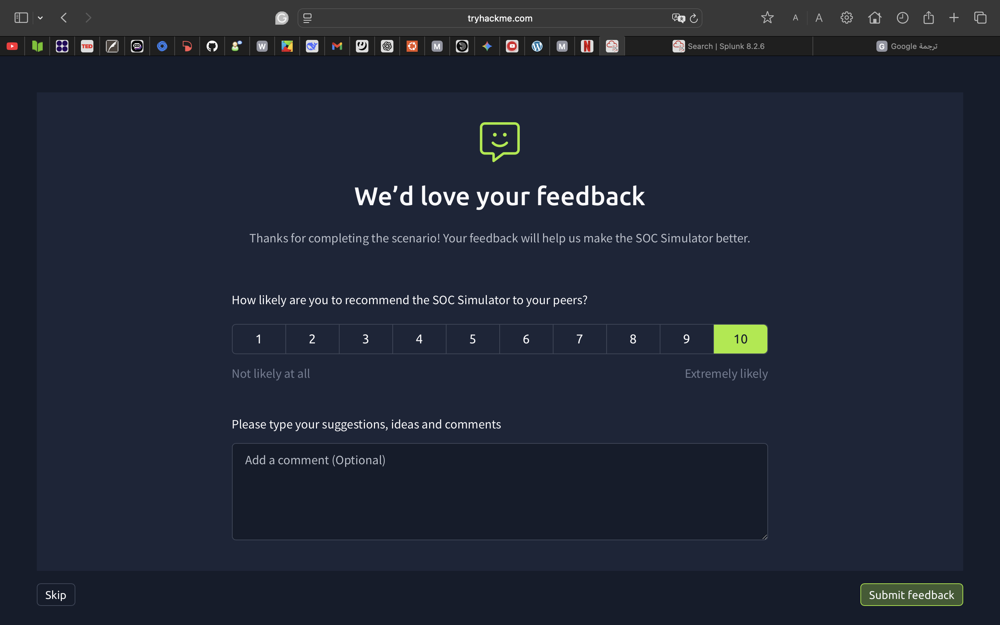 tryhackme.com
A
A
TED
W
M
M
N
Search | Splunk 8.2.6
G
ترجمة Google
We’d love your feedback
Thanks for completing the scenario! Your feedback will help us make the SOC Simulator better.
How likely are you to recommend the SOC Simulator to your peers?
1 2 3 4 5 6 7 8 9 10
Not likely at all
Extremely likely
Please type your suggestions, ideas and comments
Add a comment (Optional)
Skip
Submit feedback